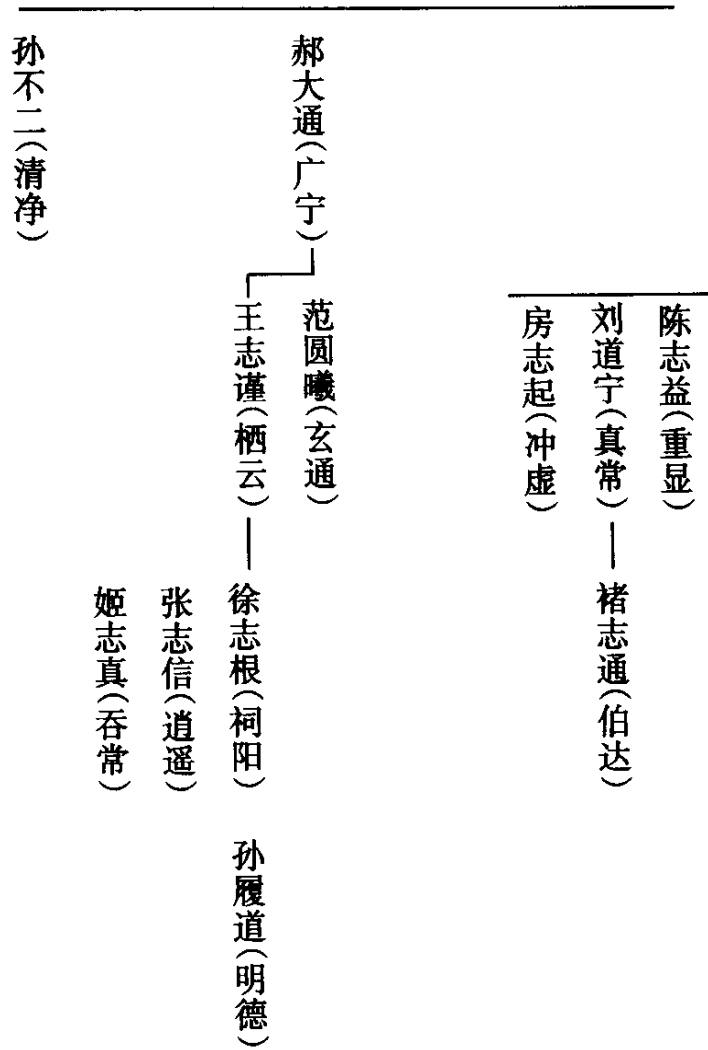 陈志益(重显)
刘道宁(真常)
褚志通(伯达)
房志起(冲虚)
郝大通(广宁)
范圆曦(玄通)
王志谨(栖云)
徐志根(祠阳)
孙履道(明德)
张志信(逍遥)
姬志真(吞常)
孙不二(清净)